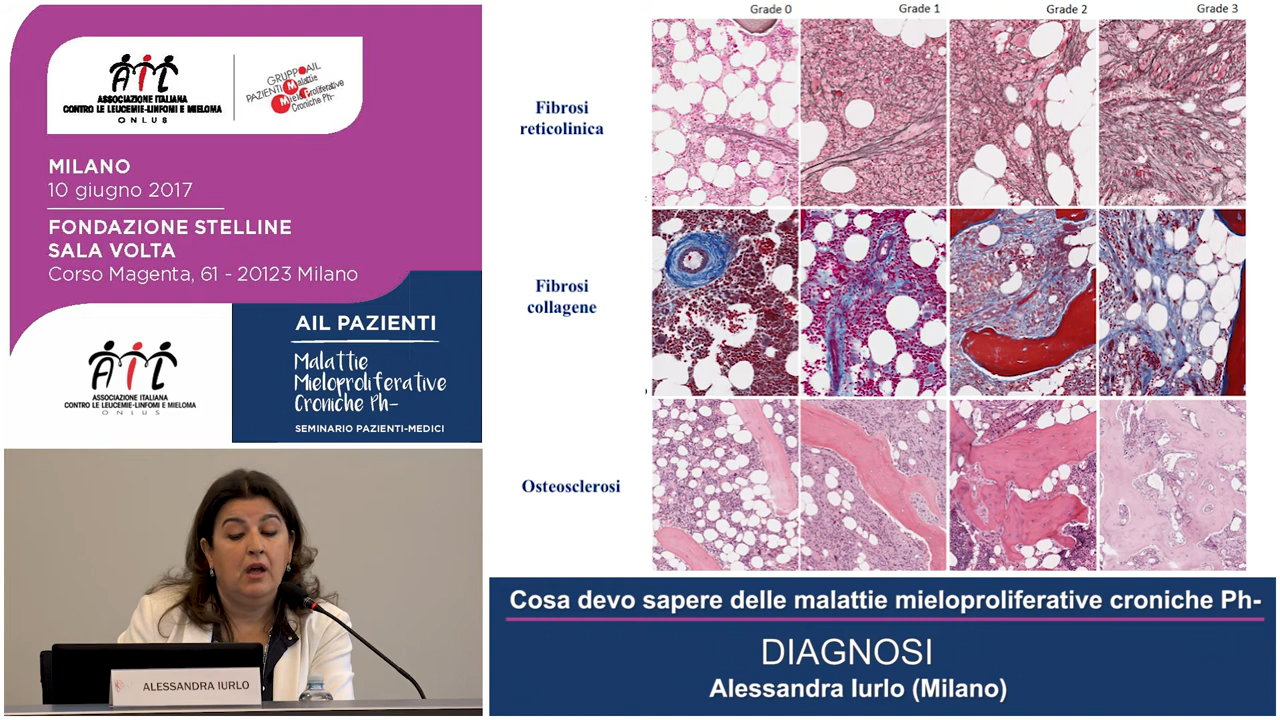 AIL
ASSOCIAZIONE ITALIANA
CONTRO LE LEUCEMIE-LINFOMI E MIELOMA
ONLUS
GRUPPO AIL
PAZIENTI Malattie
MieloProliferative
Croniche Ph-
MILANO
10 giugno 2017
FONDAZIONE STELLINE
SALA VOLTA
Corso Magenta, 61 - 20123 Milano
AIL
ASSOCIAZIONE ITALIANA
CONTRO LE LEUCEMIE-LINFOMI E MIELOMA
ONLUS
AIL PAZIENTI
Malattie
Mieloproliferative
Croniche Ph-
SEMINARIO PAZIENTI-MEDICI
ALESSANDRA IURLO
Grade 0
Grade 1
Grade 2
Grade 3
Fibrosi
reticolinica
Fibrosi
collagene
Osteosclerosi
Cosa devo sapere delle malattie mieloproliferative croniche Ph-
DIAGNOSI
Alessandra Iurlo (Milano)